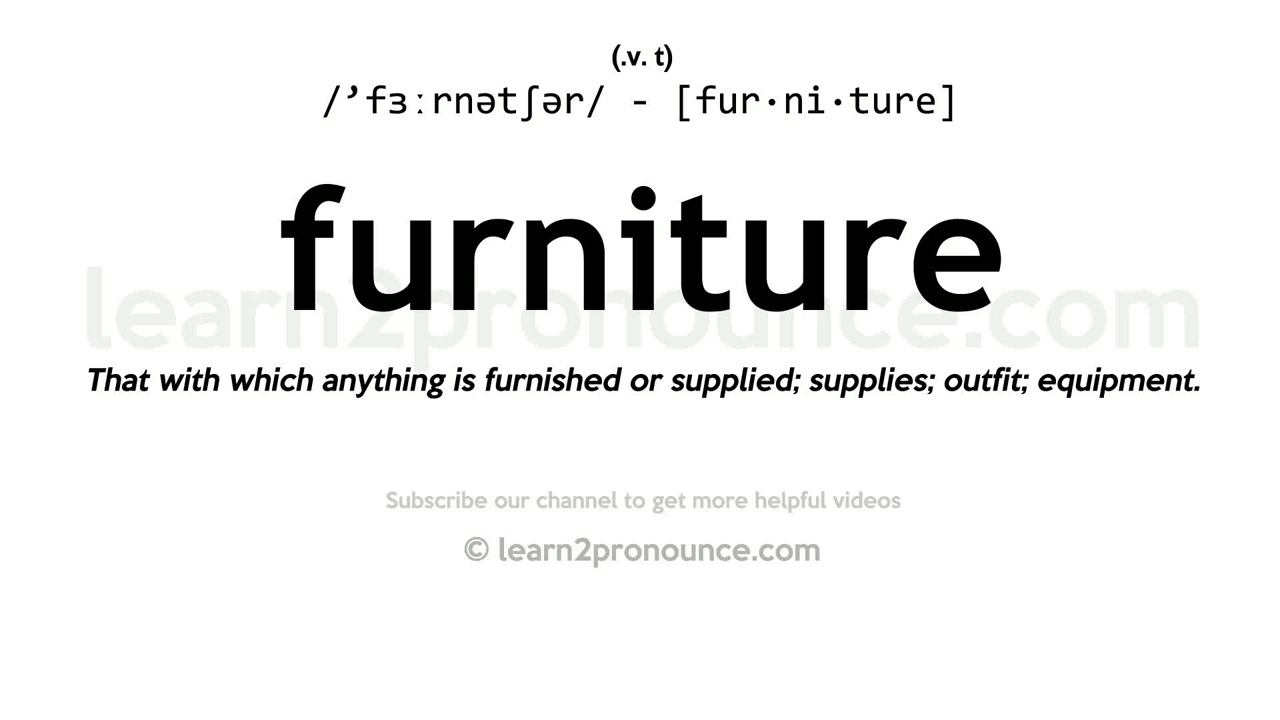 (.v. t)
/’fɜːrnətʃər/ - [fur·ni·ture]
furniture
learn2pronounce.com
That with which anything is furnished or supplied; supplies; outfit; equipment.
Subscribe our channel to get more helpful videos
© learn2pronounce.com